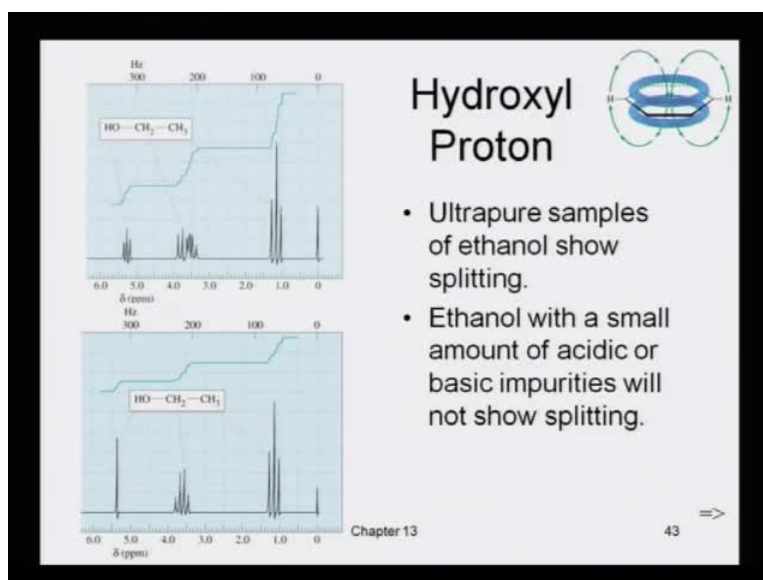 Hydroxyl
Proton
• Ultrapure samples
of ethanol show
splitting.
• Ethanol with a small
amount of acidic or
basic impurities will
not show splitting.
Hz
300 200 100 0
HO—CH₂—CH₃
6.0 5.0 4.0 3.0 2.0 1.0 0
δ (ppm)
Hz
300 200 100 0
HO—CH₂—CH₃
6.0 5.0 4.0 3.0 2.0 1.0 0
δ (ppm)
H H
Chapter 13
43
=>